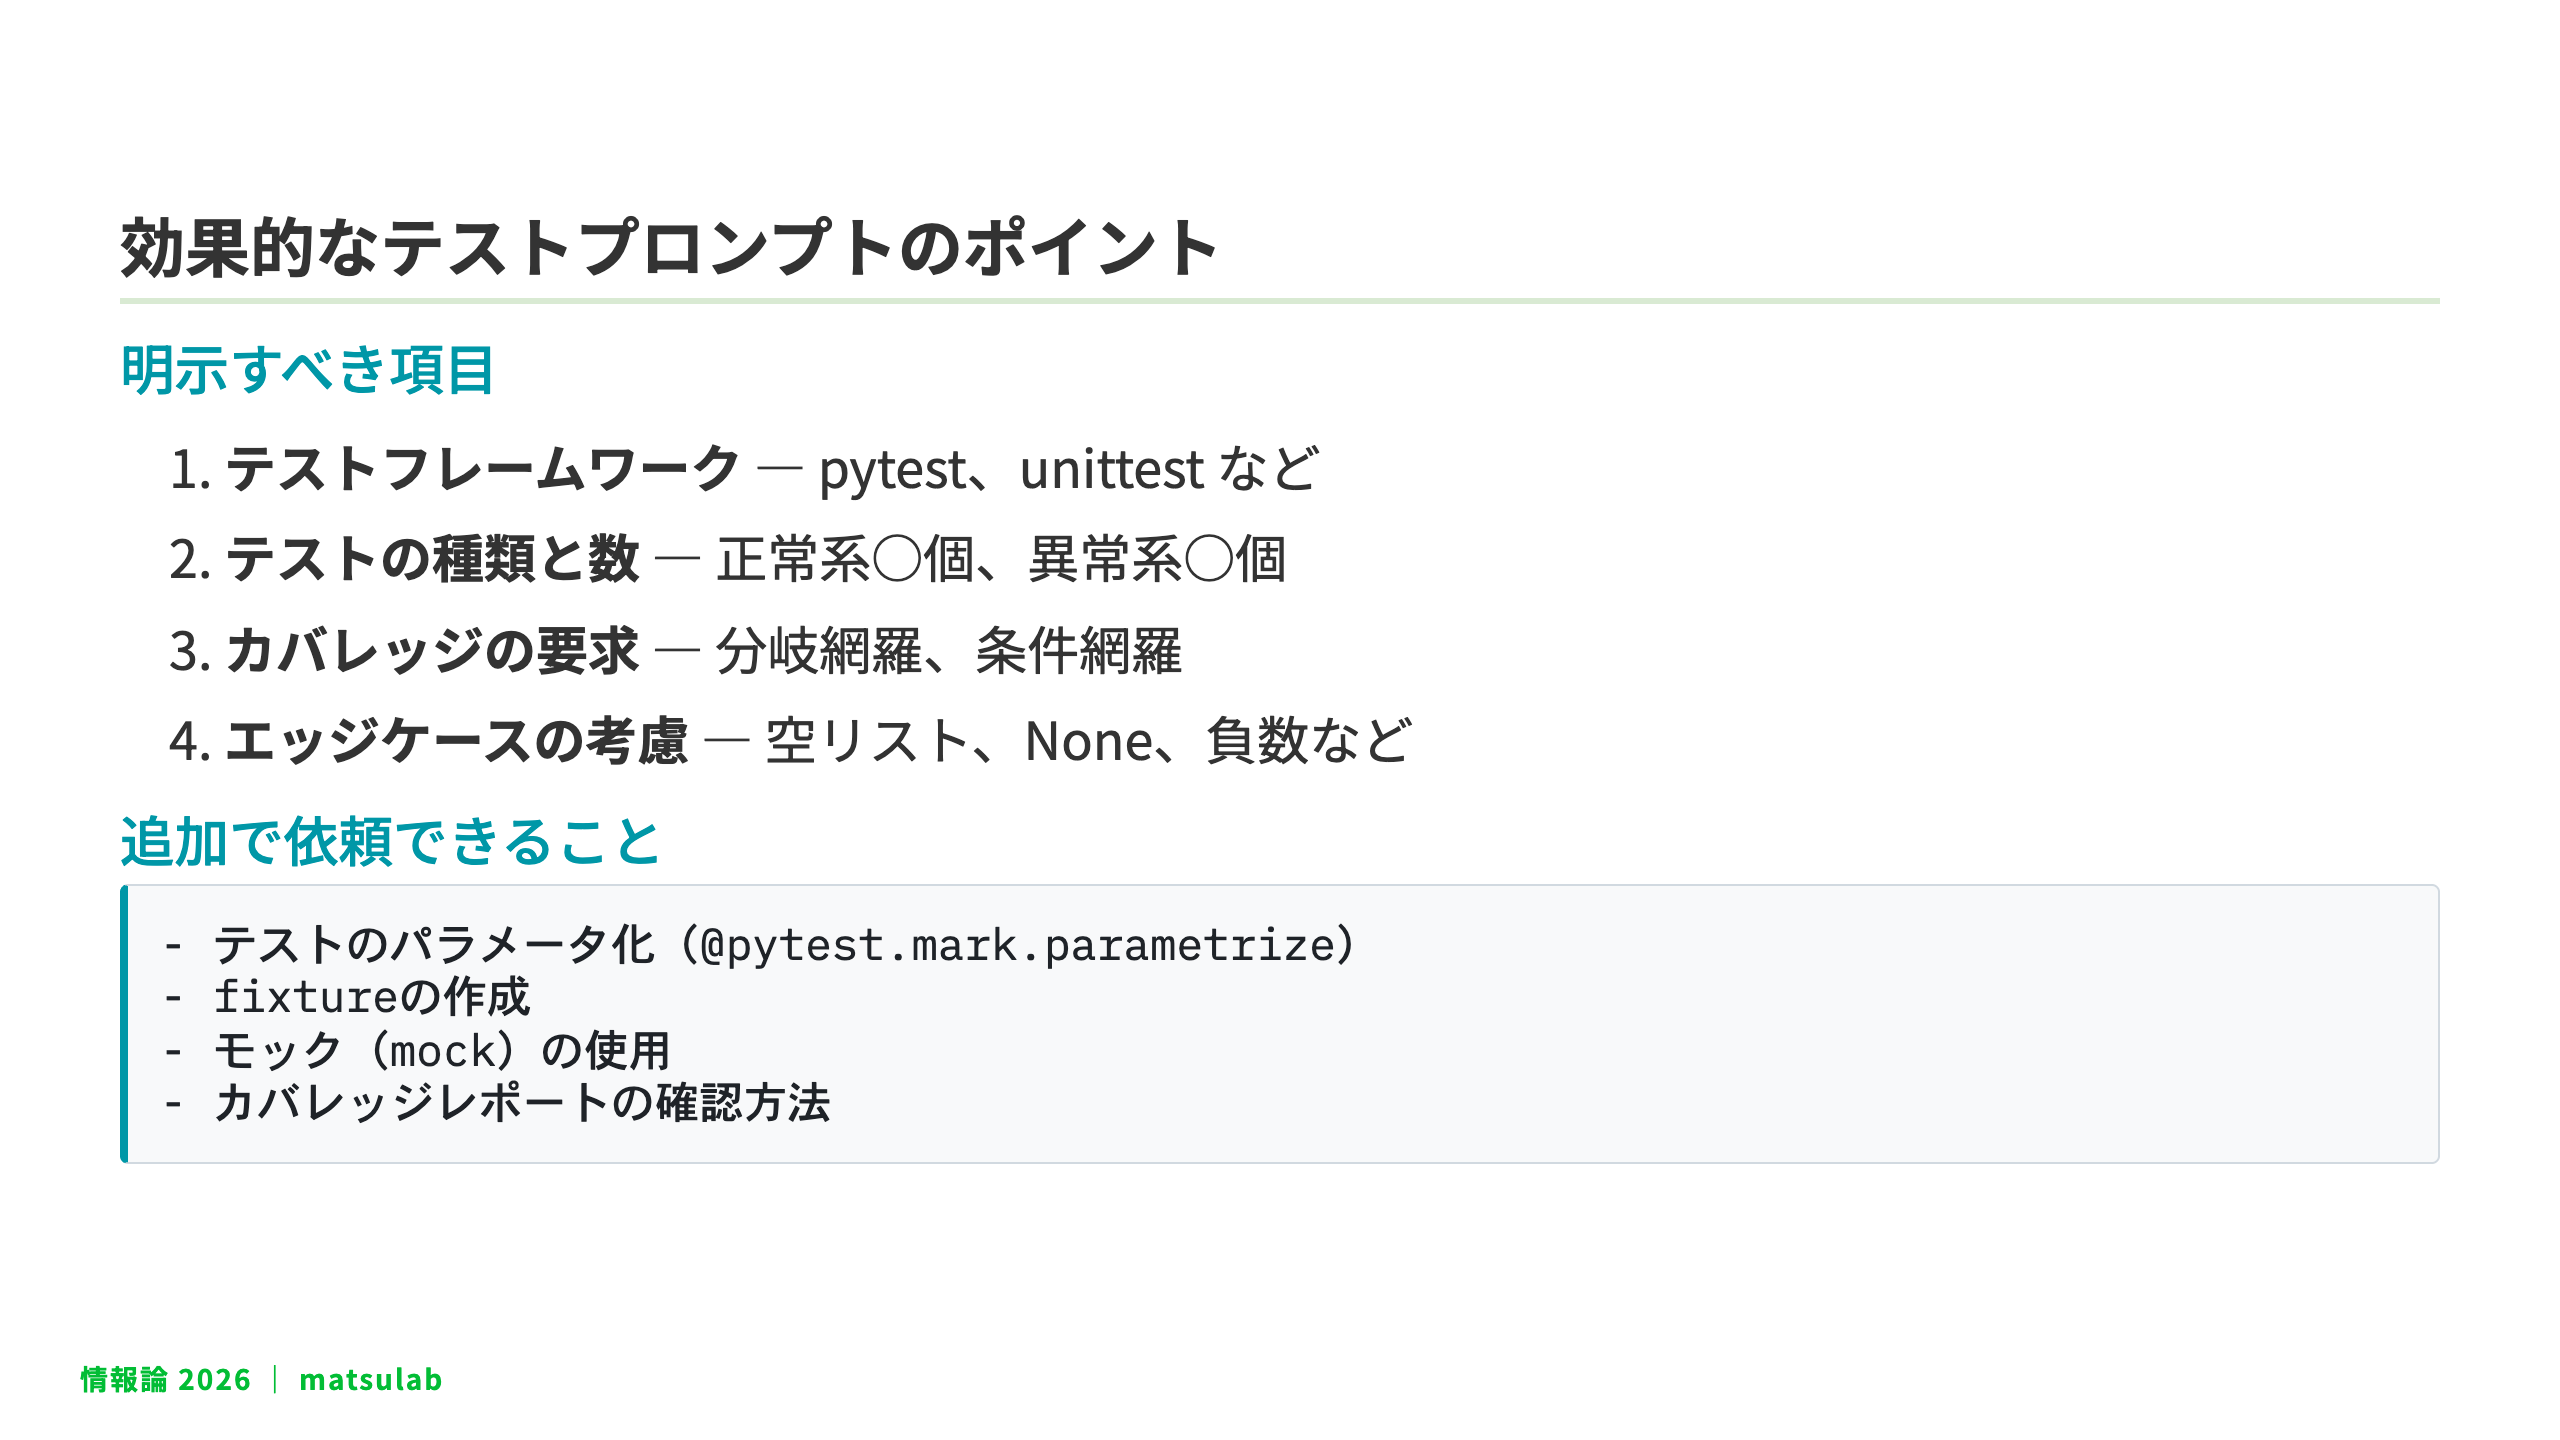 効果的なテストプロンプトのポイント
明示すべき項目
1. テストフレームワーク — pytest、unittest など
2. テストの種類と数 — 正常系○個、異常系○個
3. カバレッジの要求 — 分岐網羅、条件網羅
4. エッジケースの考慮 — 空リスト、None、負数など
追加で依頼できること
- テストのパラメータ化（@pytest.mark.parametrize）
- fixtureの作成
- モック（mock）の使用
- カバレッジレポートの確認方法
情報論 2026 ｜ matsulab